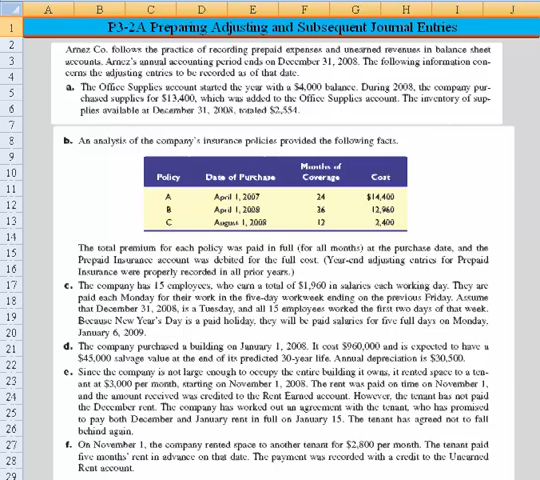 A B C D E F G H I J
1 P3-2A Preparing Adjusting and Subsequent Journal Entries
2
3 Arnez Co. follows the practice of recording prepaid expenses and unearned revenues in balance sheet
accounts. Arnez's annual accounting period ends on December 31, 2008. The following information con-
4 cerns the adjusting entries to be recorded as of that date.
5 a. The Office Supplies account started the year with a $4,000 balance. During 2008, the company pur-
6 chased supplies for $13,400, which was added to the Office Supplies account. The inventory of sup-
plies available at December 31, 2008, totaled $2,554.
7
8 b. An analysis of the company's insurance policies provided the following facts.
9
Months of
10 Policy Date of Purchase Coverage Cost
11
12 A April 1, 2007 24 $14,400
B April 1, 2008 36 12,960
13 C August 1, 2008 12 2,400
14
15 The total premium for each policy was paid in full (for all months) at the purchase date, and the
Prepaid Insurance account was debited for the full cost. (Year-end adjusting entries for Prepaid
16 Insurance were properly recorded in all prior years.)
17 c. The company has 15 employees, who earn a total of $1,960 in salaries each working day. They are
18 paid each Monday for their work in the five-day workweek ending on the previous Friday. Assume
that December 31, 2008, is a Tuesday, and all 15 employees worked the first two days of that week.
19 Because New Year's Day is a paid holiday, they will be paid salaries for five full days on Monday,
20 January 6, 2009.
21 d. The company purchased a building on January 1, 2008. It cost $960,000 and is expected to have a
22 $45,000 salvage value at the end of its predicted 30-year life. Annual depreciation is $30,500.
23 e. Since the company is not large enough to occupy the entire building it owns, it rented space to a ten-
ant at $3,000 per month, starting on November 1, 2008. The rent was paid on time on November 1,
24 and the amount received was credited to the Rent Earned account. However, the tenant has not paid
25 the December rent. The company has worked out an agreement with the tenant, who has promised
26 to pay both December and January rent in full on January 15. The tenant has agreed not to fall
behind again.
27 f. On November 1, the company rented space to another tenant for $2,800 per month. The tenant paid
28 five months' rent in advance on that date. The payment was recorded with a credit to the Unearned
29 Rent account.